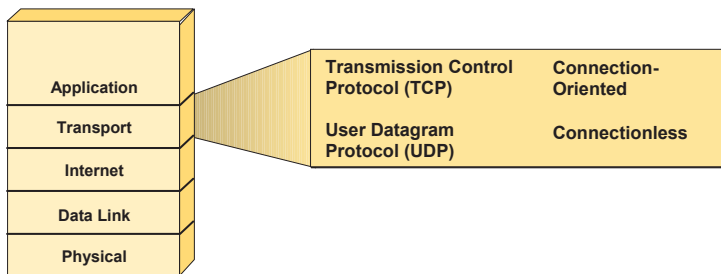 Application
Transport
Internet
Data Link
Physical
Transmission Control
Protocol (TCP)
Connection-
Oriented
User Datagram
Protocol (UDP)
Connectionless